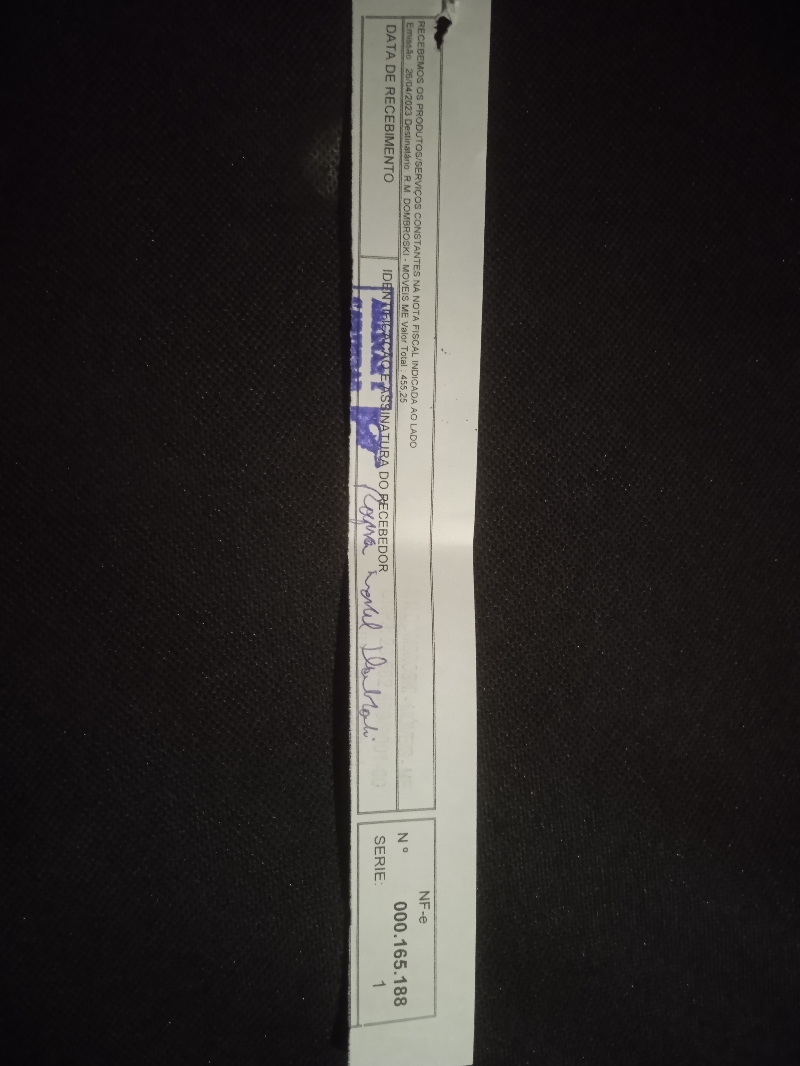 RECEBEMOS OS PRODUTOS/SERVIÇOS CONSTANTES NA NOTA FISCAL INDICADA AO LADO
Emissão 26/04/2023 Destinatário R M DOMBROSKI - MOVEIS ME Valor Total : 455,25
DATA DE RECEBIMENTO
IDENTIFICAÇÃO E ASSINATURA DO RECEBEDOR
NF-e
Nº 000.165.188
SERIE: 1